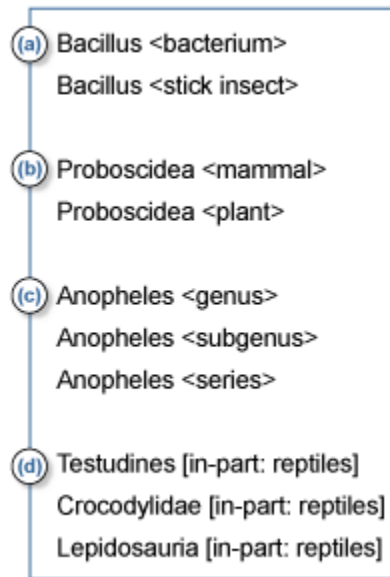 (a) Bacillus <bacterium>
Bacillus <stick insect>
(b) Proboscidea <mammal>
Proboscidea <plant>
(c) Anopheles <genus>
Anopheles <subgenus>
Anopheles <series>
(d) Testudines [in-part: reptiles]
Crocodylidae [in-part: reptiles]
Lepidosauria [in-part: reptiles]